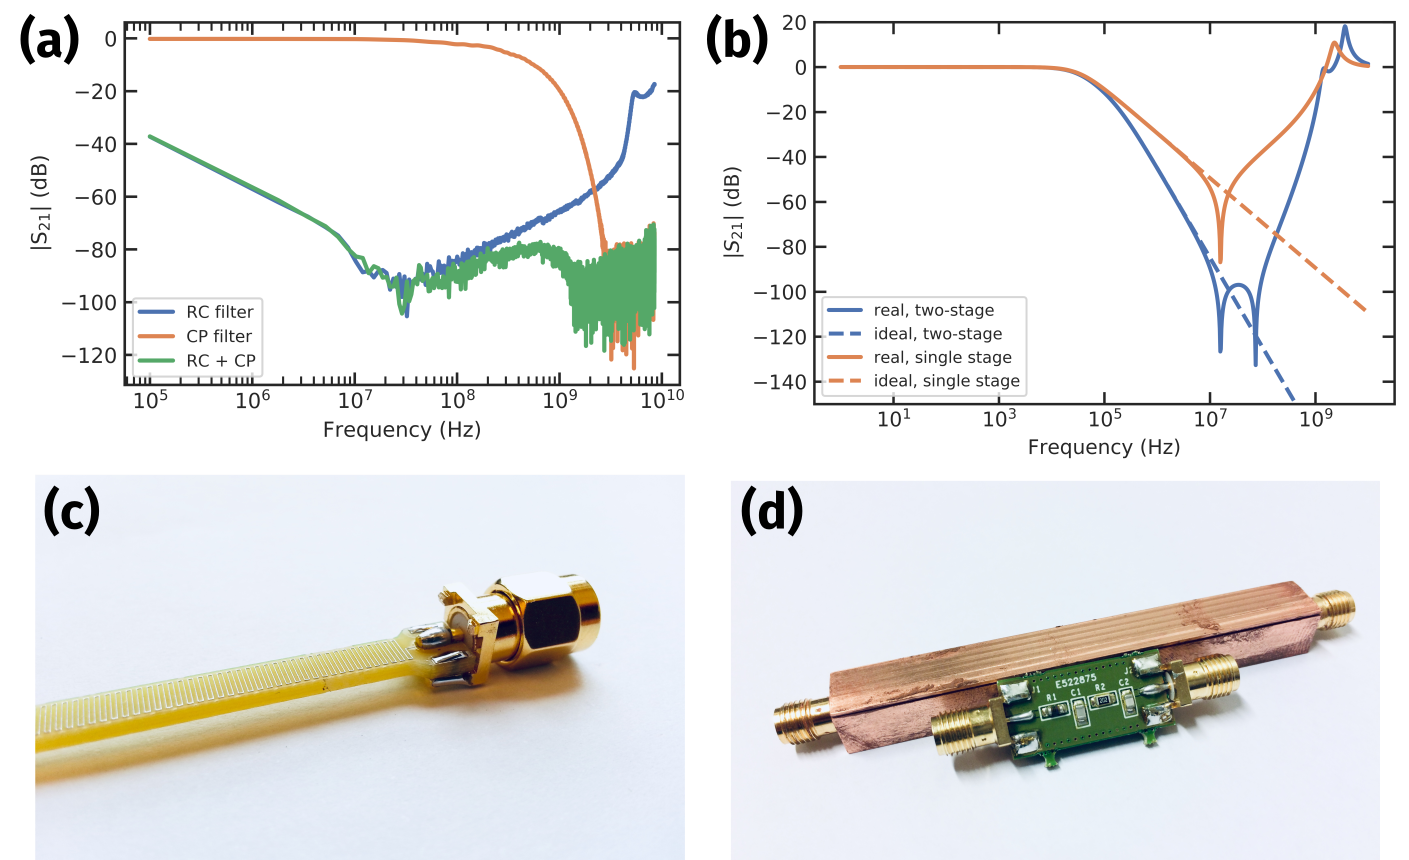 (a)
0
−20
−40
−60
−80
−100
−120
|S21| (dB)
RC filter
CP filter
RC + CP
10^5
10^6
10^7
10^8
10^9
10^10
Frequency (Hz)
(b)
20
0
−20
−40
−60
−80
−100
−120
−140
|S21| (dB)
real, two-stage
ideal, two-stage
real, single stage
ideal, single stage
10^1
10^3
10^5
10^7
10^9
Frequency (Hz)
(c)
(d)
E522875
J1
R1
C1
R2
C2